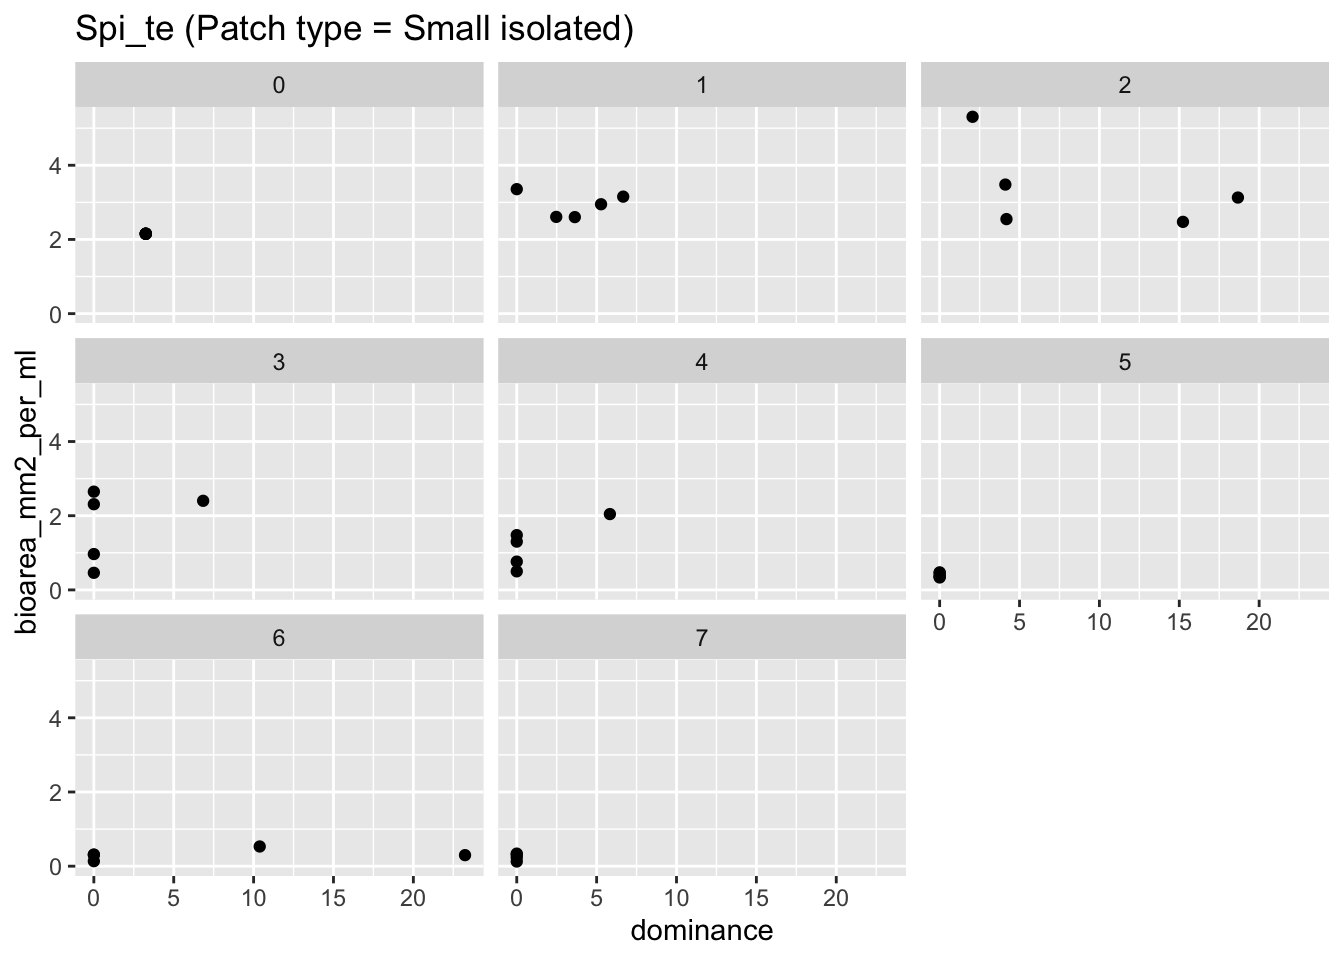 Spi_te (Patch type = Small isolated)
0 1 2
4
2
0
3 4 5
4
2
0
0 5 10 15 20
6 7
4
2
0
0 5 10 15 20 0 5 10 15 20
dominance
bioarea_mm2_per_ml